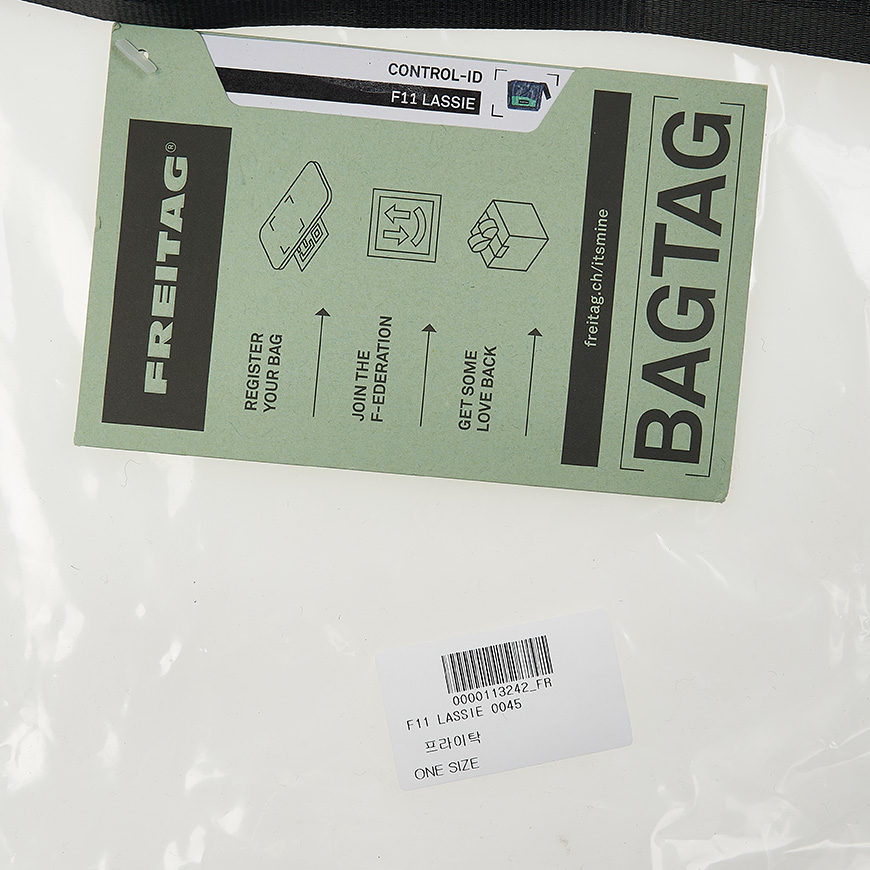 CONTROL-ID
F11 LASSIE
FREITAG®
REGISTER
YOUR BAG
JOIN THE
F-EDERATION
GET SOME
LOVE BACK
freitag.ch/itsmine
BAGTAG
0000113242_FR
F11 LASSIE 0045
프라이탁
ONE SIZE